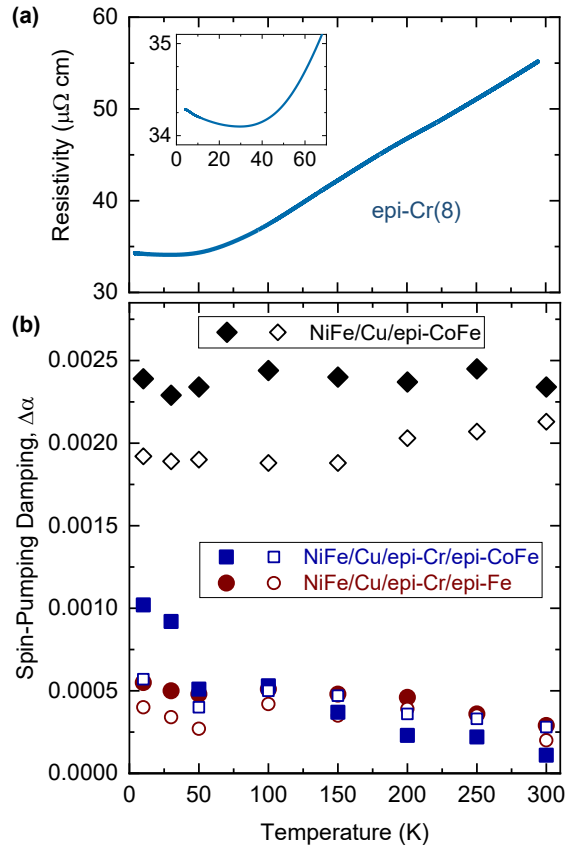 (a)
60
50
40
30
Resistivity (μΩ cm)
35
34
0 20 40 60
epi-Cr(8)
(b)
NiFe/Cu/epi-CoFe
0.0025
0.0020
0.0015
0.0010
0.0005
0.0000
Spin-Pumping Damping, Δα
NiFe/Cu/epi-Cr/epi-CoFe
NiFe/Cu/epi-Cr/epi-Fe
0 50 100 150 200 250 300
Temperature (K)